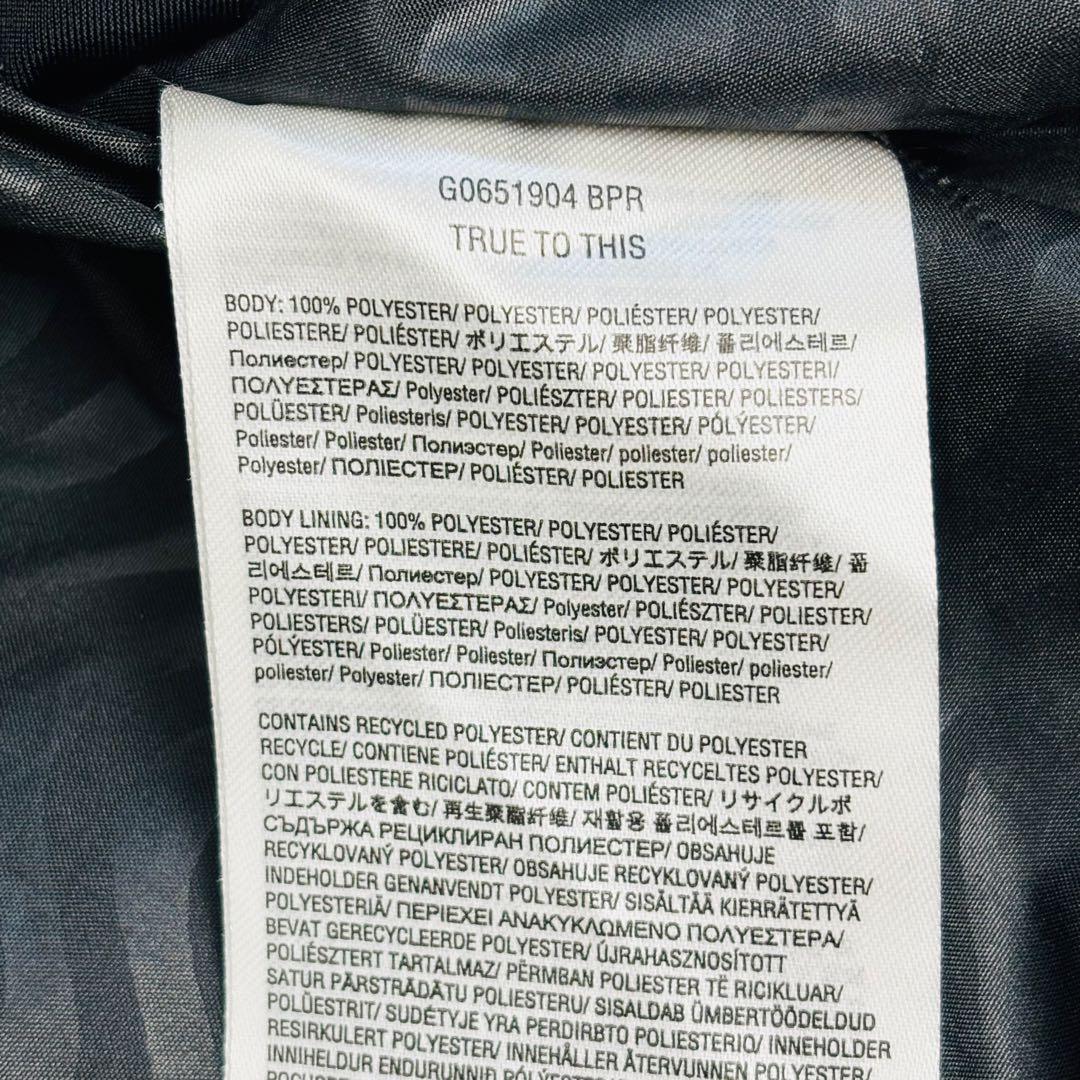 G0651904 BPR
TRUE TO THIS
BODY: 100% POLYESTER/ POLYESTER/ POLIÉSTER/ POLYESTER/
POLIESTERE/ POLIÉSTER/ ポリエステル/ 聚脂纤维/ 폴리에스테르/
Полиестер/ POLYESTER/ POLYESTER/ POLYESTER/ POLYESTERI/
ΠΟΛΥΕΣΤΕΡΑΣ/ Polyester/ POLIÉSZTER/ POLIESTER/ POLIESTERS/
POLÜESTER/ Poliesteris/ POLYESTER/ POLYESTER/ PÓLÝESTER/
Poliester/ Poliester/ Полиэстер/ Poliester/ poliester/ poliester/
Polyester/ ПОЛІЕСТЕР/ POLIÉSTER/ POLIESTER
BODY LINING: 100% POLYESTER/ POLYESTER/ POLIÉSTER/
POLYESTER/ POLIESTERE/ POLIÉSTER/ ポリエステル/ 聚脂纤维/ 폴
리에스테르/ Полиестер/ POLYESTER/ POLYESTER/ POLYESTER/
POLYESTERI/ ΠΟΛΥΕΣΤΕΡΑΣ/ Polyester/ POLIÉSZTER/ POLIESTER/
POLIESTERS/ POLÜESTER/ Poliesteris/ POLYESTER/ POLYESTER/
PÓLÝESTER/ Poliester/ Poliester/ Полиэстер/ Poliester/ poliester/
poliester/ Polyester/ ПОЛІЕСТЕР/ POLIÉSTER/ POLIESTER
CONTAINS RECYCLED POLYESTER/ CONTIENT DU POLYESTER
RECYCLE/ CONTIENE POLIÉSTER/ ENTHALT RECYCELTES POLYESTER/
CON POLIESTERE RICICLATO/ CONTEM POLIÉSTER/ リサイクルポ
リエステルを含む/ 再生聚酯纤维/ 재활용 폴리에스테르를 포함/
СЪДЪРЖА РЕЦИКЛИРАН ПОЛИЕСТЕР/ OBSAHUJE
RECYKLOVANÝ POLYESTER/ OBSAHUJE RECYKLOVANÝ POLYESTER/
INDEHOLDER GENANVENDT POLYESTER/ SISÄLTÄÄ KIERRÄTETTYÄ
POLYESTERIÄ/ ΠΕΡΙΕΧΕΙ ΑΝΑΚΥΚΛΩΜΕΝΟ ΠΟΛΥΕΣΤΕΡΑ/
BEVAT GERECYCLEERDE POLYESTER/ ÚJRAHASZNOSÍTOTT
POLIÉSZTERT TARTALMAZ/ PËRMBAN POLIESTER TË RICIKLUAR/
SATUR PĀRSTRĀDĀTU POLIESTERU/ SISALDAB ÜMBERTÖÖDELDUD
POLÜESTRIT/ SUDĖTYJE YRA PERDIRBTO POLIESTERIO/ INNEHOLDER
RESIRKULERT POLYESTER/ INNEHÅLLER ÅTERVUNNEN POLYESTER/
INNIHELDUR ENDURUNNIÐ PÓLÝESTER/